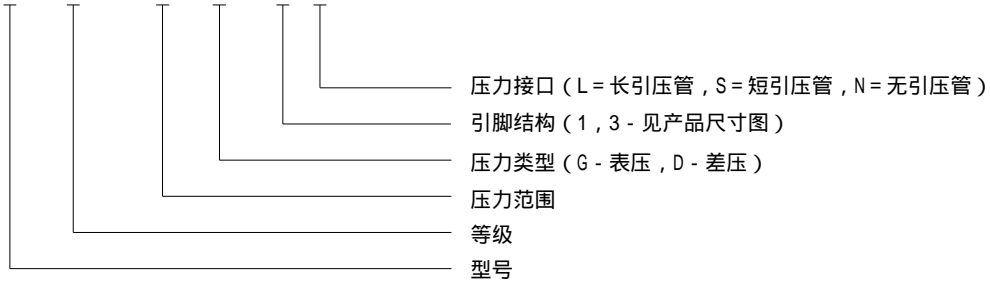 压力接口（L=长引压管，S=短引压管，N=无引压管）
引脚结构（1，3-见产品尺寸图）
压力类型（G-表压，D-差压）
压力范围
等级
型号